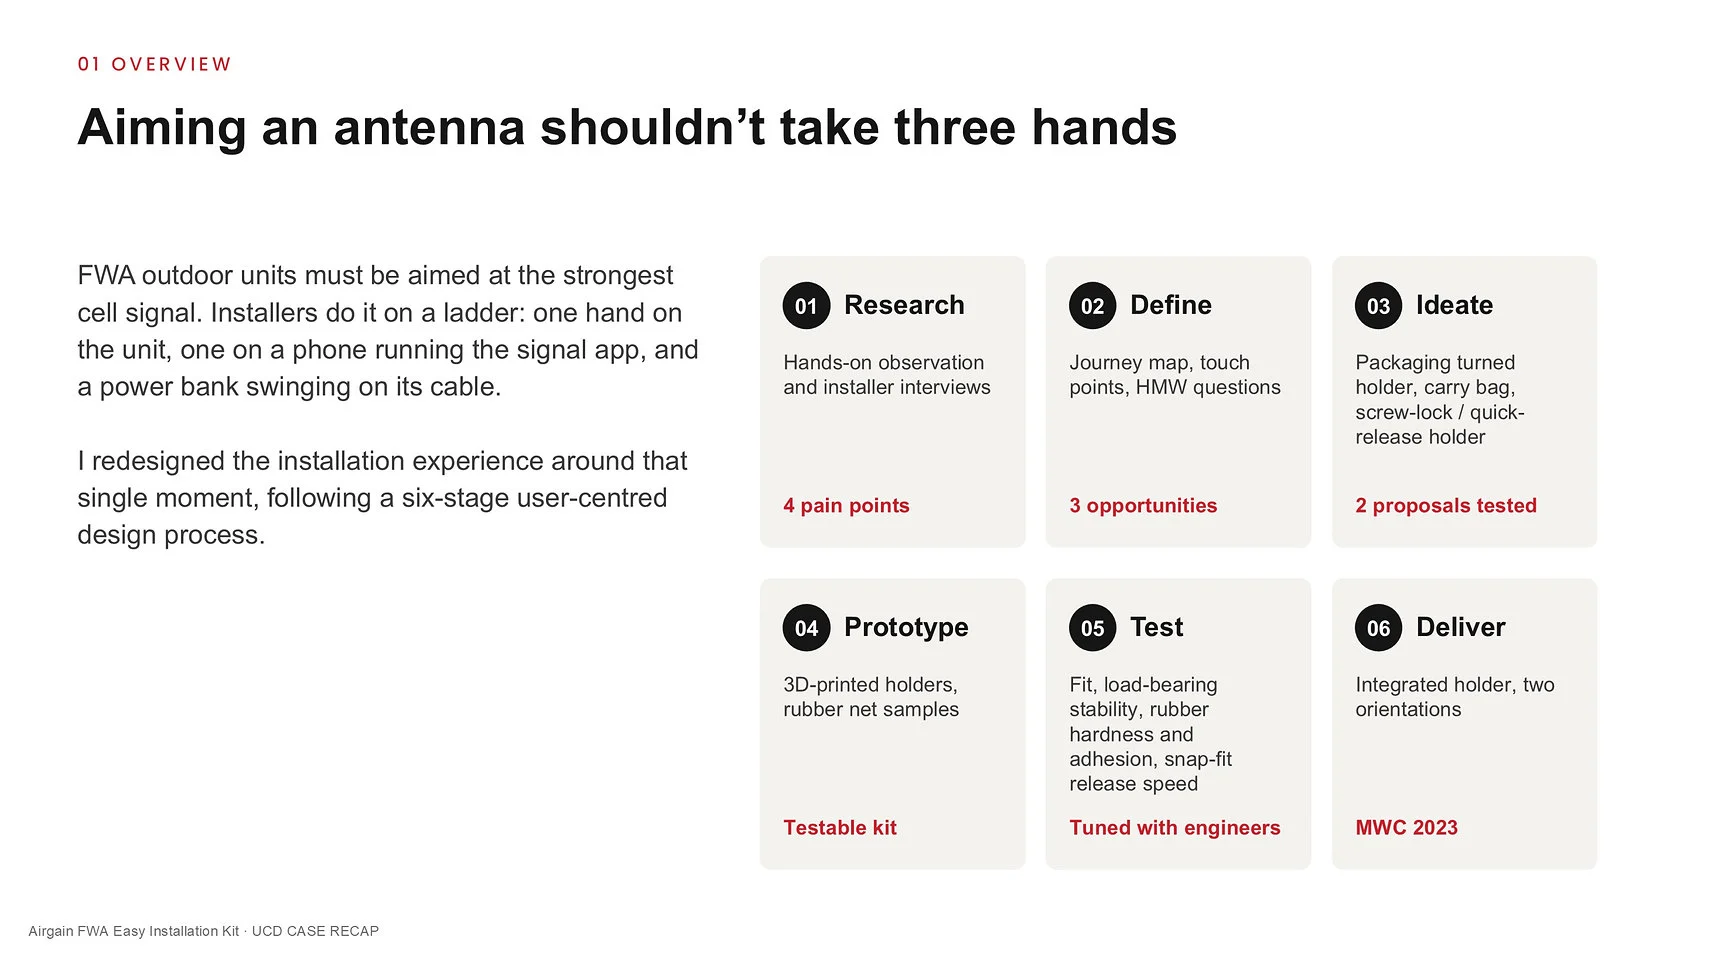 01 OVERVIEW
Aiming an antenna shouldn’t take three hands
FWA outdoor units must be aimed at the strongest
cell signal. Installers do it on a ladder: one hand on
the unit, one on a phone running the signal app, and
a power bank swinging on its cable.
I redesigned the installation experience around that
single moment, following a six-stage user-centred
design process.
01 Research
Hands-on observation
and installer interviews
4 pain points
02 Define
Journey map, touch
points, HMW questions
3 opportunities
03 Ideate
Packaging turned
holder, carry bag,
screw-lock / quick-
release holder
2 proposals tested
04 Prototype
3D-printed holders,
rubber net samples
Testable kit
05 Test
Fit, load-bearing
stability, rubber
hardness and
adhesion, snap-fit
release speed
Tuned with engineers
06 Deliver
Integrated holder, two
orientations
MWC 2023
Airgain FWA Easy Installation Kit · UCD CASE RECAP